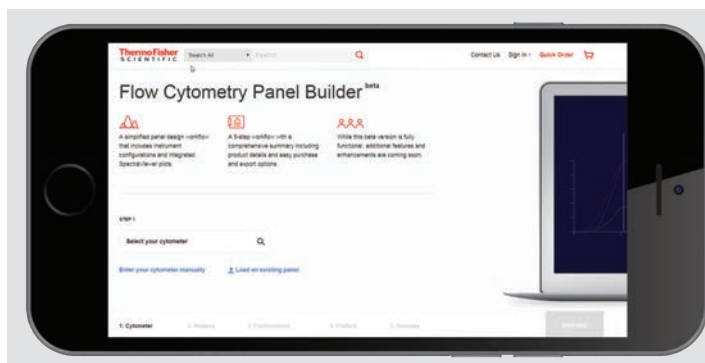 ThermoFisher
SCIENTIFIC
Search All
Contact Us Sign In Quick Order
Flow Cytometry Panel Builder beta
A simplified panel design workflow
that includes instrument
configurations and integrated
SpectraViewer plots.
A 5-step workflow with a
comprehensive summary including
product details and easy purchase
and export options.
While this beta version is fully
functional, additional features and
enhancements are coming soon.
STEP 1
Select your cytometer
Enter your cytometer manually
Load an existing panel
1: Cytometer
5. Summary